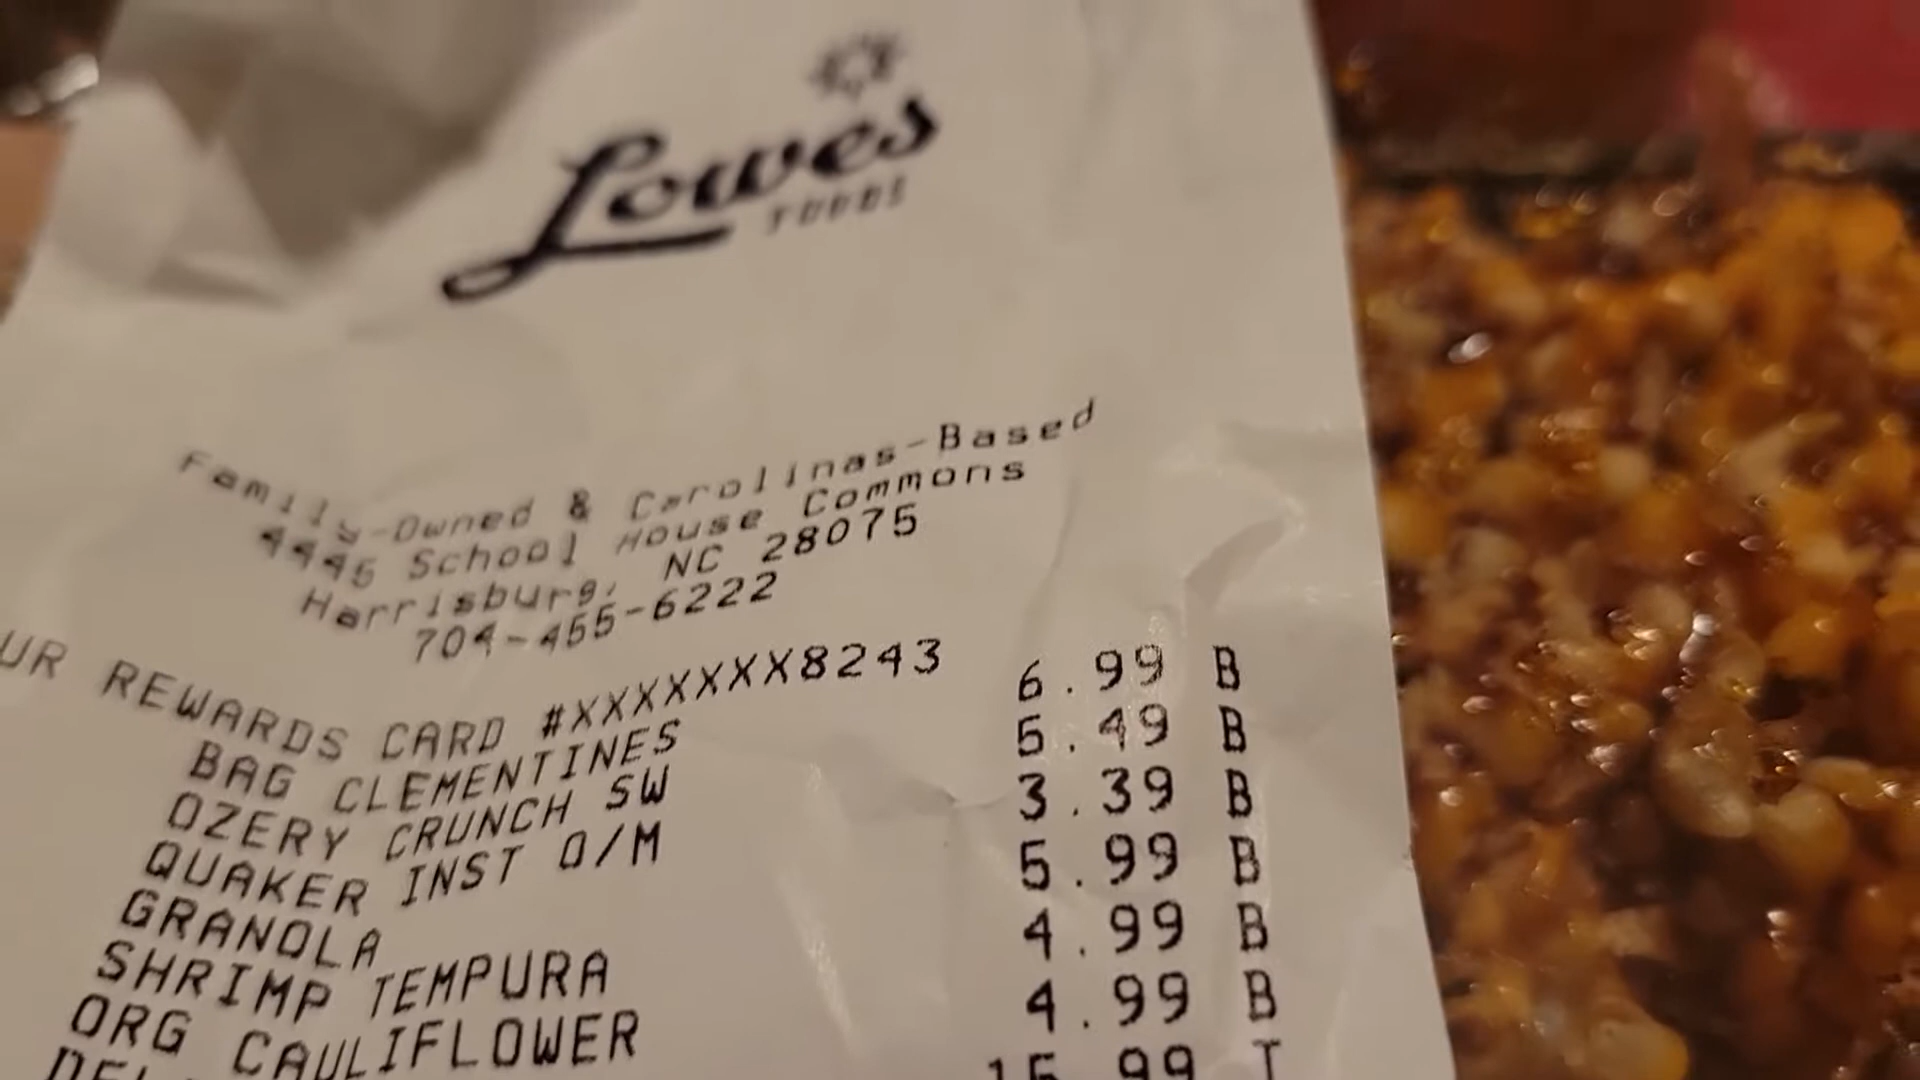 Lowes
FOODS
Family-Owned & Carolinas-Based
4445 School House Commons
Harrisburg, NC 28075
704-455-6222
UR REWARDS CARD #XXXXXXX8243
BAG CLEMENTINES 6.99 B
OZERY CRUNCH SW 5.49 B
QUAKER INST O/M 3.39 B
GRANOLA 5.99 B
SHRIMP TEMPURA 4.99 B
ORG CAULIFLOWER 4.99 B
15.99 T